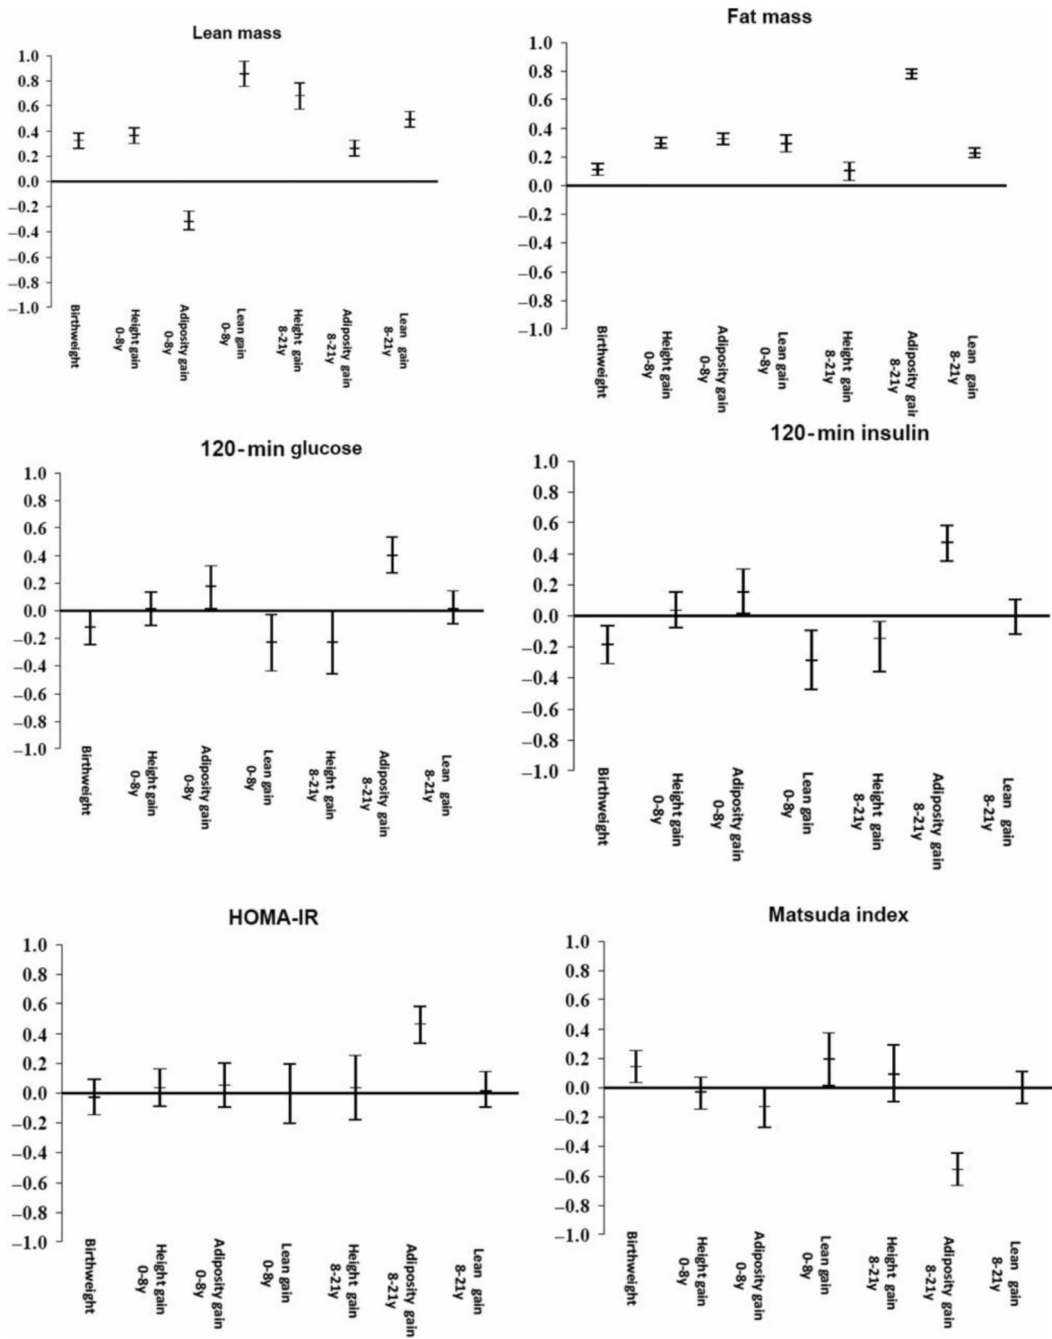 Lean mass
1.0
0.8
0.6
0.4
0.2
0.0
−0.2
−0.4
−0.6
−0.8
−1.0
Birthweight
Height gain
0-8y
Adiposity gain
0-8y
Lean gain
0-8y
Height gain
8-21y
Adiposity gain
8-21y
Lean gain
8-21y
Fat mass
1.0
0.8
0.6
0.4
0.2
0.0
−0.2
−0.4
−0.6
−0.8
−1.0
Birthweight
Height gain
0-8y
Adiposity gain
0-8y
Lean gain
0-8y
Height gain
8-21y
Adiposity gain
8-21y
Lean gain
8-21y
120-min glucose
1.0
0.8
0.6
0.4
0.2
0.0
−0.2
−0.4
−0.6
−0.8
−1.0
Birthweight
Height gain
0-8y
Adiposity gain
0-8y
Lean gain
0-8y
Height gain
8-21y
Adiposity gain
8-21y
Lean gain
8-21y
120-min insulin
1.0
0.8
0.6
0.4
0.2
0.0
−0.2
−0.4
−0.6
−0.8
−1.0
Birthweight
Height gain
0-8y
Adiposity gain
0-8y
Lean gain
0-8y
Height gain
8-21y
Adiposity gain
8-21y
Lean gain
8-21y
HOMA-IR
1.0
0.8
0.6
0.4
0.2
0.0
−0.2
−0.4
−0.6
−0.8
−1.0
Birthweight
Height gain
0-8y
Adiposity gain
0-8y
Lean gain
0-8y
Height gain
8-21y
Adiposity gain
8-21y
Lean gain
8-21y
Matsuda index
1.0
0.8
0.6
0.4
0.2
0.0
−0.2
−0.4
−0.6
−0.8
−1.0
Birthweight
Height gain
0-8y
Adiposity gain
0-8y
Lean gain
0-8y
Height gain
8-21y
Adiposity gain
8-21y
Lean gain
8-21y